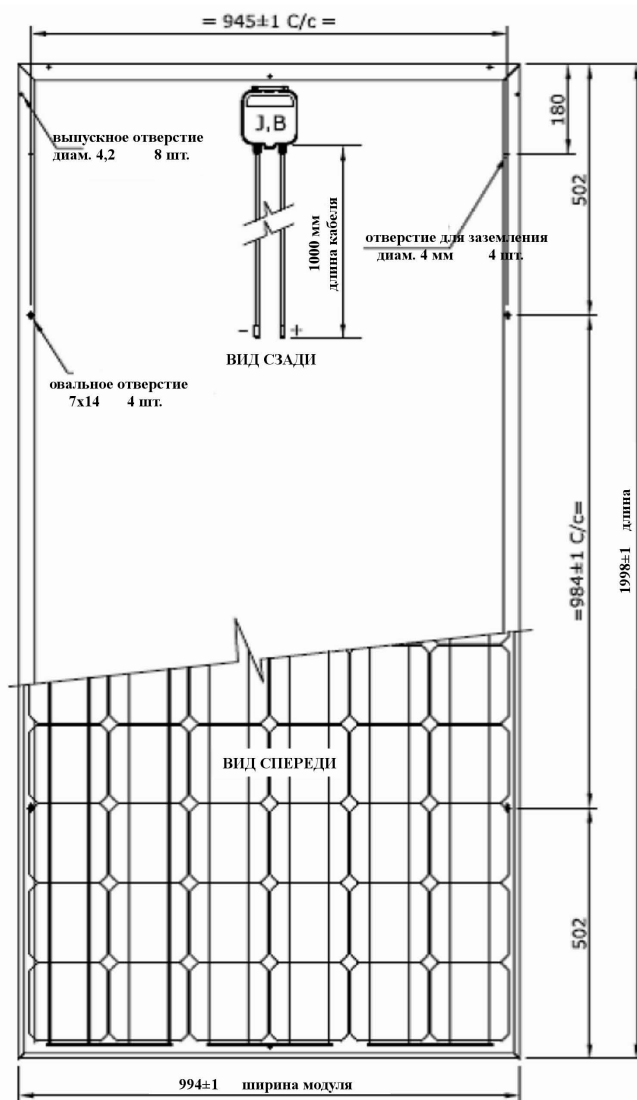 = 945±1 C/c =
180
J,B
выпускное отверстие
диам. 4,2 8 шт.
502
1000 мм
длина кабеля
отверстие для заземления
диам. 4 мм 4 шт.
- +
ВИД СЗАДИ
овальное отверстие
7x14 4 шт.
=984±1 C/c=
1998±1 длина
ВИД СПЕРЕДИ
502
994±1 ширина модуля